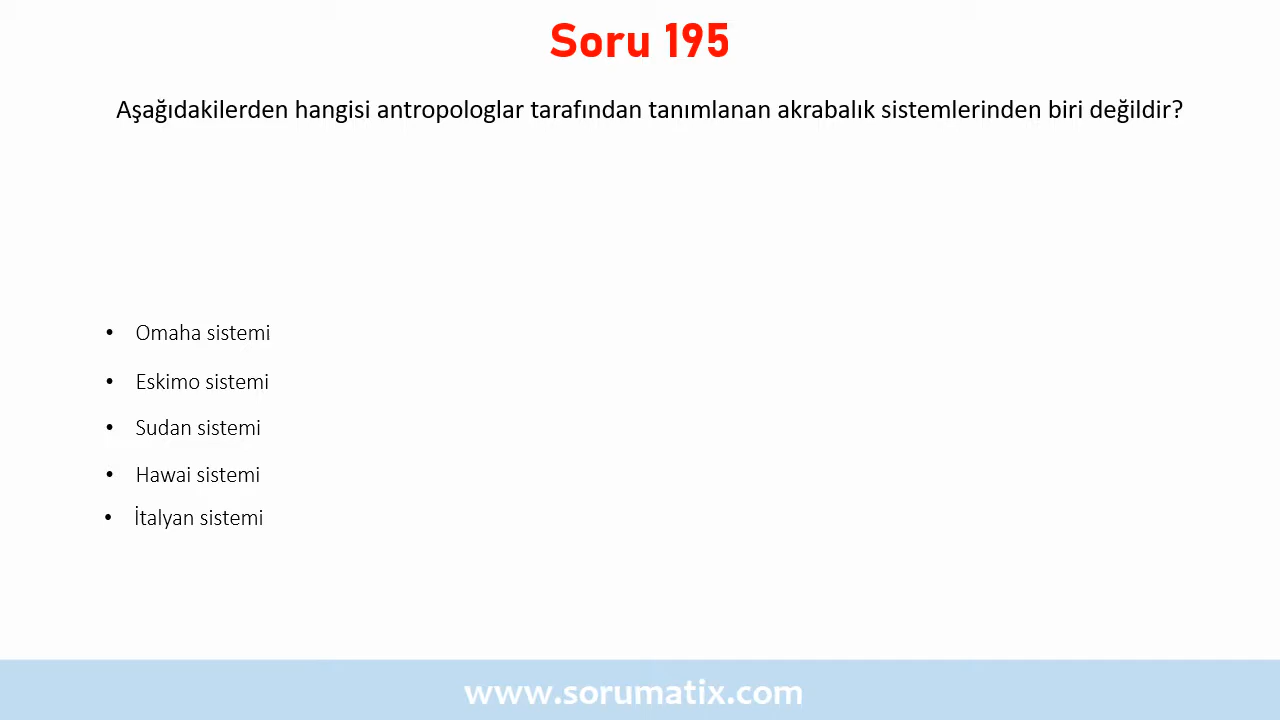 Soru 195
Aşağıdakilerden hangisi antropologlar tarafından tanımlanan akrabalık sistemlerinden biri değildir?
• Omaha sistemi
• Eskimo sistemi
• Sudan sistemi
• Hawai sistemi
• İtalyan sistemi
www.sorumatix.com